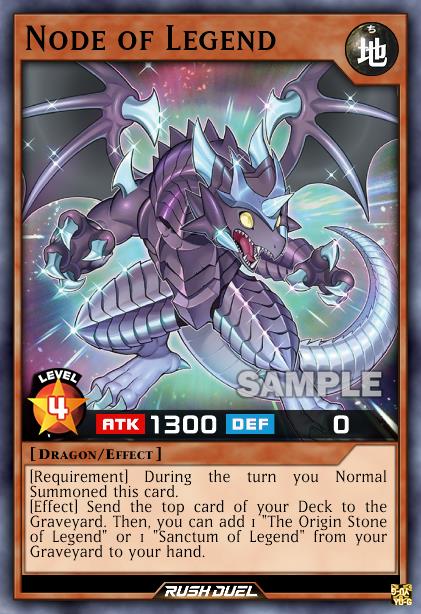 Node of Legend
ち
地
SAMPLE
LEVEL
4
ATK 1300 DEF 0
[Dragon/Effect]
[Requirement] During the turn you Normal
Summoned this card.
[Effect] Send the top card of your Deck to the
Graveyard. Then, you can add 1 "The Origin Stone
of Legend" or 1 "Sanctum of Legend" from your
Graveyard to your hand.
RUSH DUEL